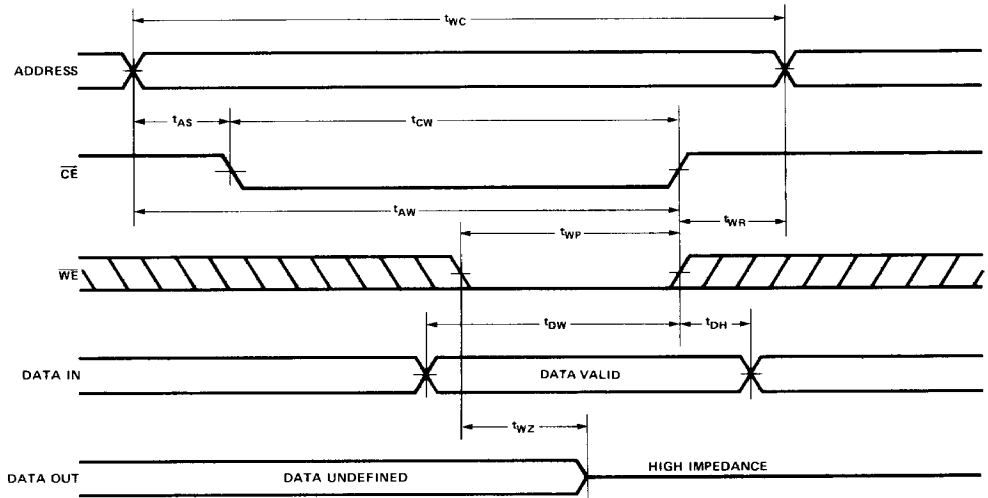 tWC
ADDRESS
tAS
tCW
CE
tAW
tWR
tWP
WE
tDW
tDH
DATA IN
DATA VALID
tWZ
DATA OUT
DATA UNDEFINED
HIGH IMPEDANCE